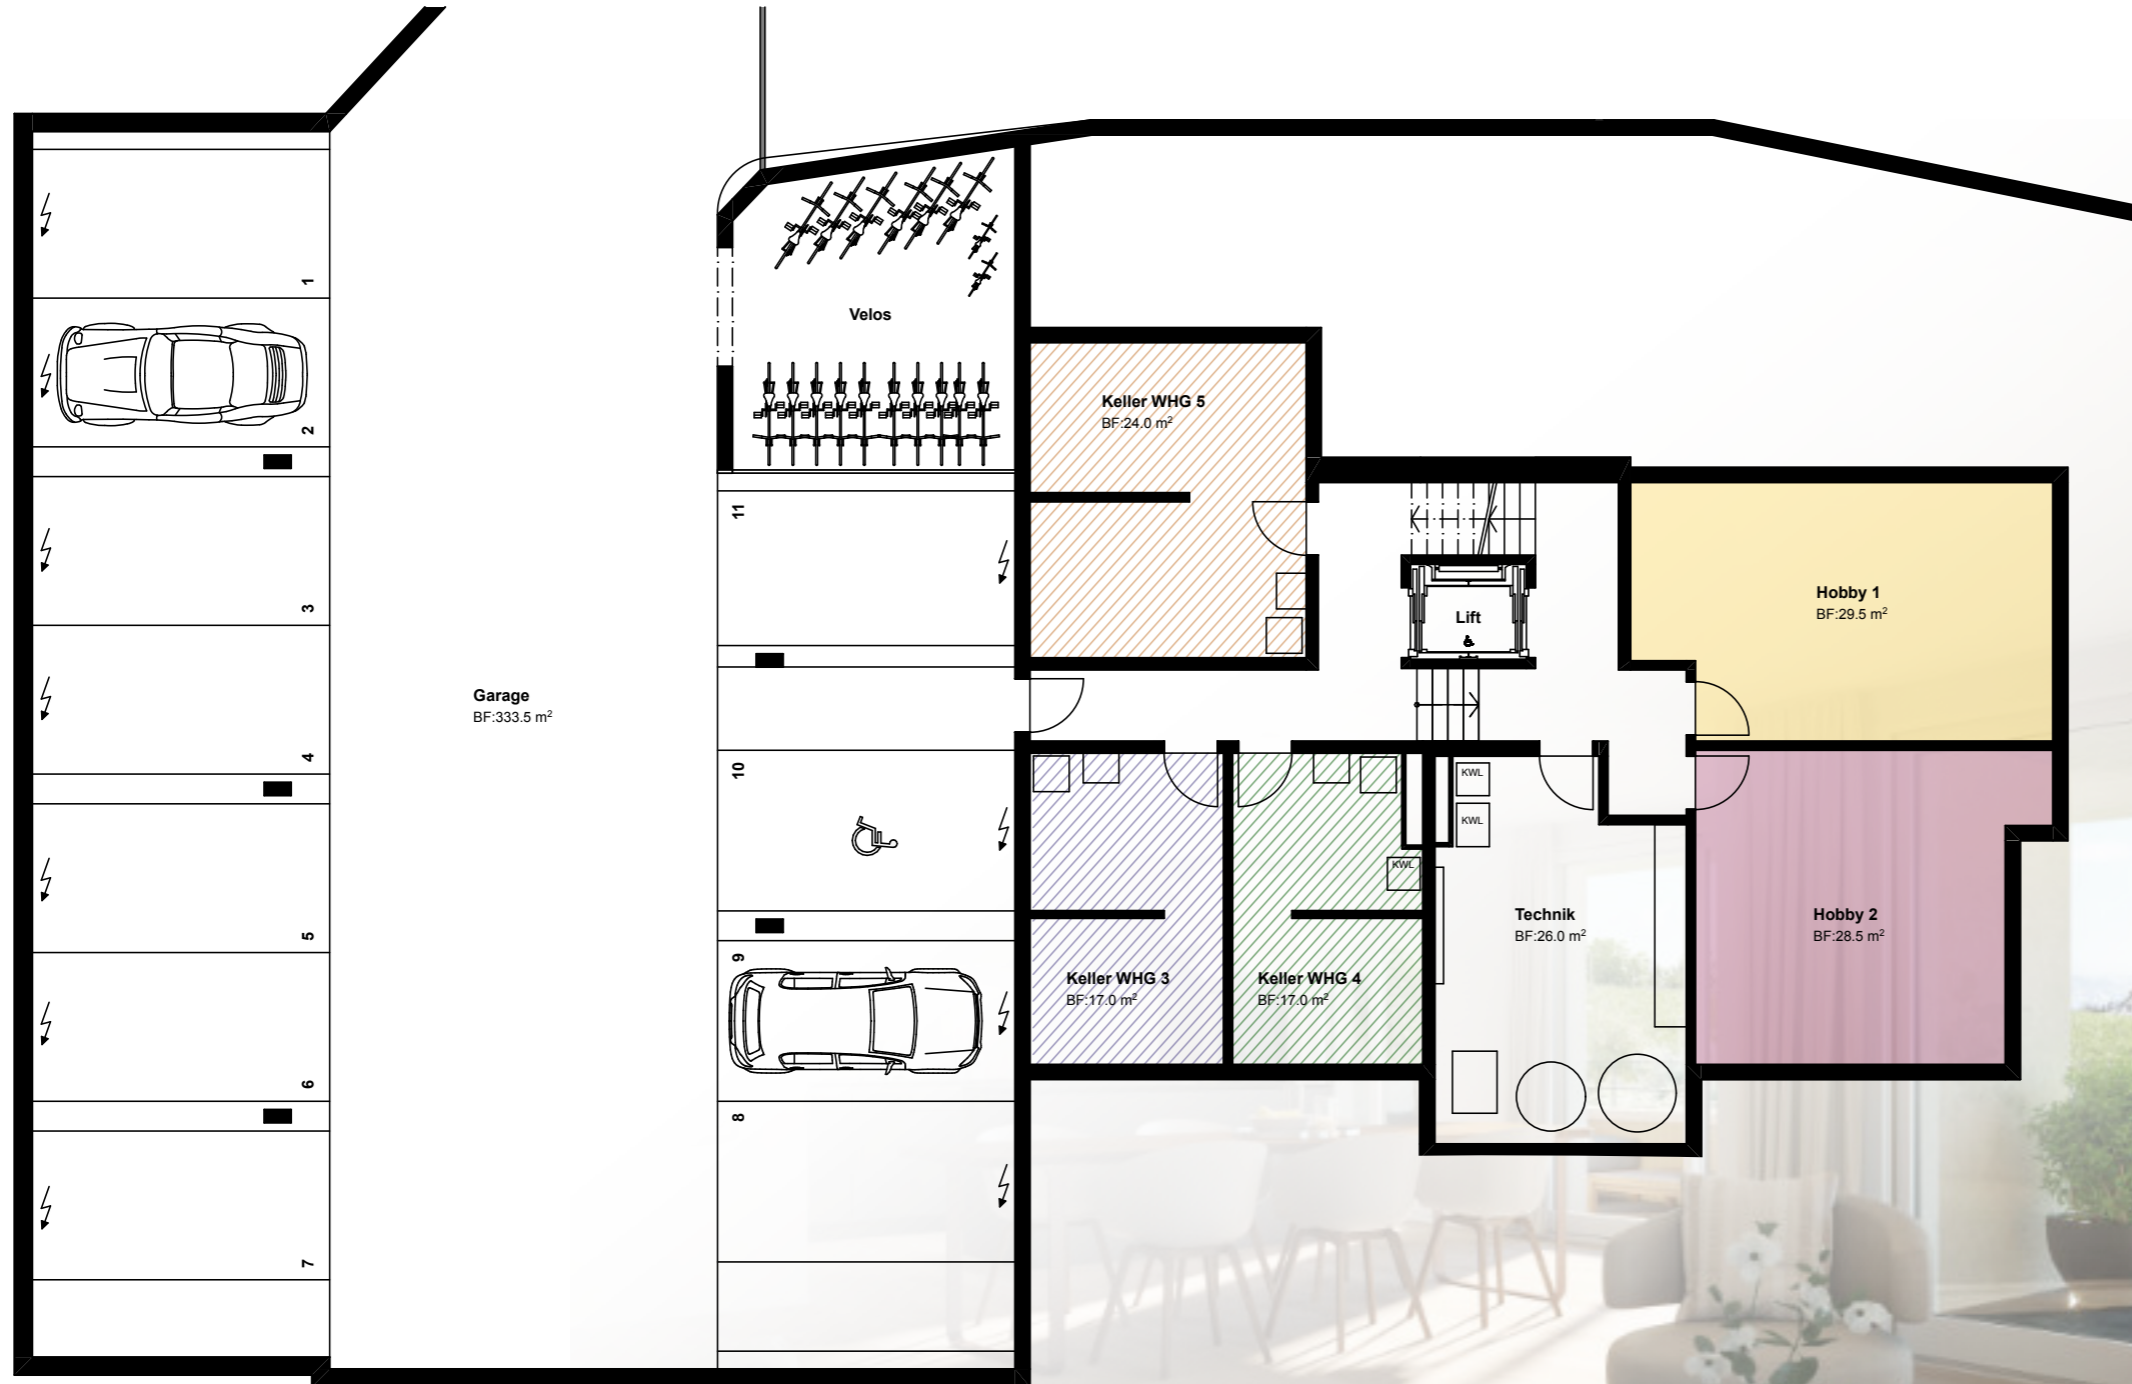 1
2
3
4
5
6
7
Garage
BF:333.5 m²
Velos
11
10
9
8
Keller WHG 5
BF:24.0 m²
Lift
Hobby 1
BF:29.5 m²
KWL
KWL
KWL
Keller WHG 3
BF:17.0 m²
Keller WHG 4
BF:17.0 m²
Technik
BF:26.0 m²
Hobby 2
BF:28.5 m²